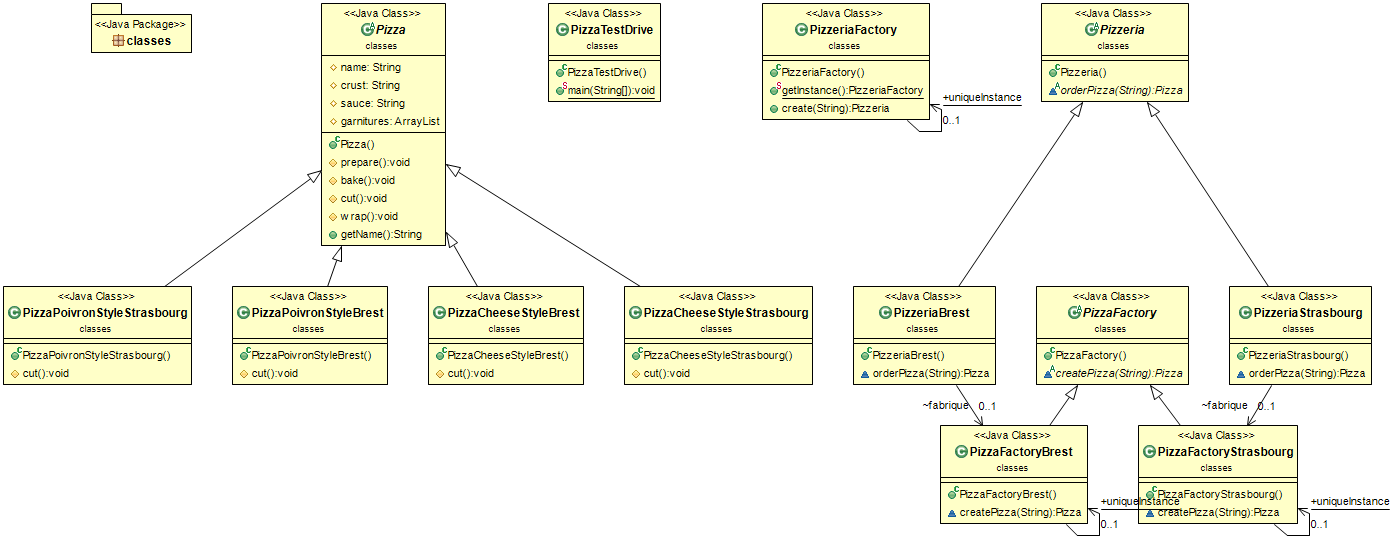 <<Java Package>>
classes
<<Java Class>>
Pizza
classes
name: String
crust: String
sauce: String
garnitures: ArrayList
Pizza()
prepare():void
bake():void
cut():void
wrap():void
getName():String
<<Java Class>>
PizzaTestDrive
classes
PizzaTestDrive()
main(String[]):void
<<Java Class>>
PizzeriaFactory
classes
PizzeriaFactory()
getInstance():PizzeriaFactory
create(String):Pizzeria
+uniqueInstance
0..1
<<Java Class>>
Pizzeria
classes
Pizzeria()
orderPizza(String):Pizza
<<Java Class>>
PizzaPoivronStyleStrasbourg
classes
PizzaPoivronStyleStrasbourg()
cut():void
<<Java Class>>
PizzaPoivronStyleBrest
classes
PizzaPoivronStyleBrest()
cut():void
<<Java Class>>
PizzaCheeseStyleBrest
classes
PizzaCheeseStyleBrest()
cut():void
<<Java Class>>
PizzaCheeseStyleStrasbourg
classes
PizzaCheeseStyleStrasbourg()
cut():void
<<Java Class>>
PizzeriaBrest
classes
PizzeriaBrest()
orderPizza(String):Pizza
<<Java Class>>
PizzaFactory
classes
PizzaFactory()
createPizza(String):Pizza
<<Java Class>>
PizzeriaStrasbourg
classes
PizzeriaStrasbourg()
orderPizza(String):Pizza
~fabrique 0..1
~fabrique 0..1
<<Java Class>>
PizzaFactoryBrest
classes
PizzaFactoryBrest()
createPizza(String):Pizza
+uniqueInstance
0..1
<<Java Class>>
PizzaFactoryStrasbourg
classes
PizzaFactoryStrasbourg()
createPizza(String):Pizza
+uniqueInstance
0..1